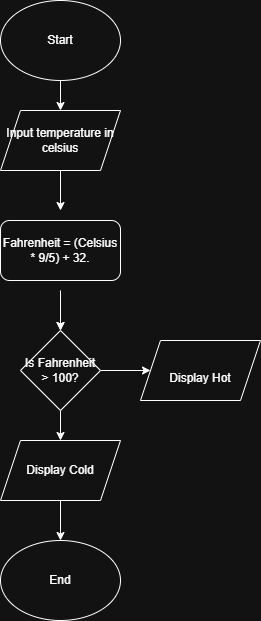 Start
Input temperature in
celsius
Fahrenheit = (Celsius
* 9/5) + 32.
Is Fahrenheit
> 100?
Display Hot
Display Cold
End